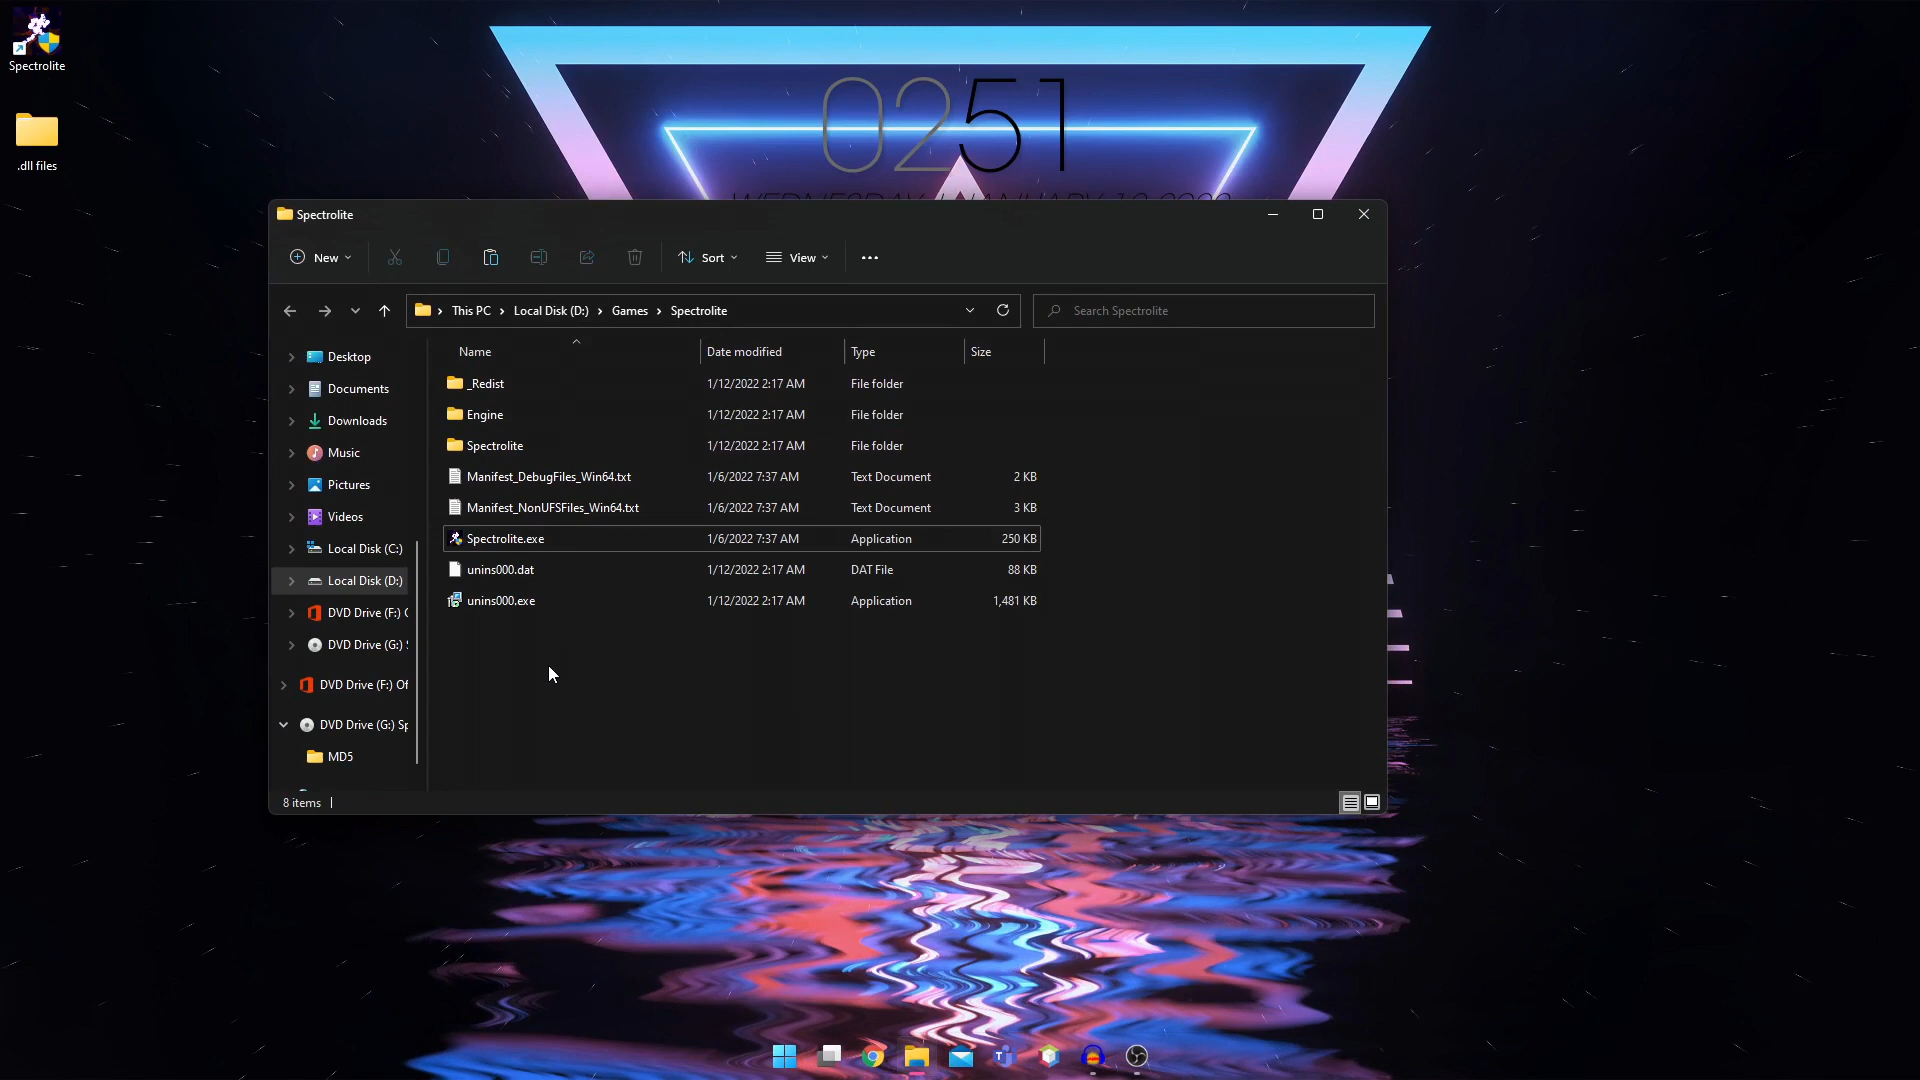 Spectrolite
.dll files
02 51
Spectrolite
New
Sort
View
This PC
Local Disk (D:)
Games
Spectrolite
Search Spectrolite
Desktop
Documents
Downloads
Music
Pictures
Videos
Local Disk (C:)
Local Disk (D:)
DVD Drive (F:)
DVD Drive (G:)
DVD Drive (F:) Of
DVD Drive (G:) Sp
MD5
Name Date modified Type Size
_Redist 1/12/2022 2:17 AM File folder
Engine 1/12/2022 2:17 AM File folder
Spectrolite 1/12/2022 2:17 AM File folder
Manifest_DebugFiles_Win64.txt 1/6/2022 7:37 AM Text Document 2 KB
Manifest_NonUFSFiles_Win64.txt 1/6/2022 7:37 AM Text Document 3 KB
Spectrolite.exe 1/6/2022 7:37 AM Application 250 KB
unins000.dat 1/12/2022 2:17 AM DAT File 88 KB
unins000.exe 1/12/2022 2:17 AM Application 1,481 KB
8 items